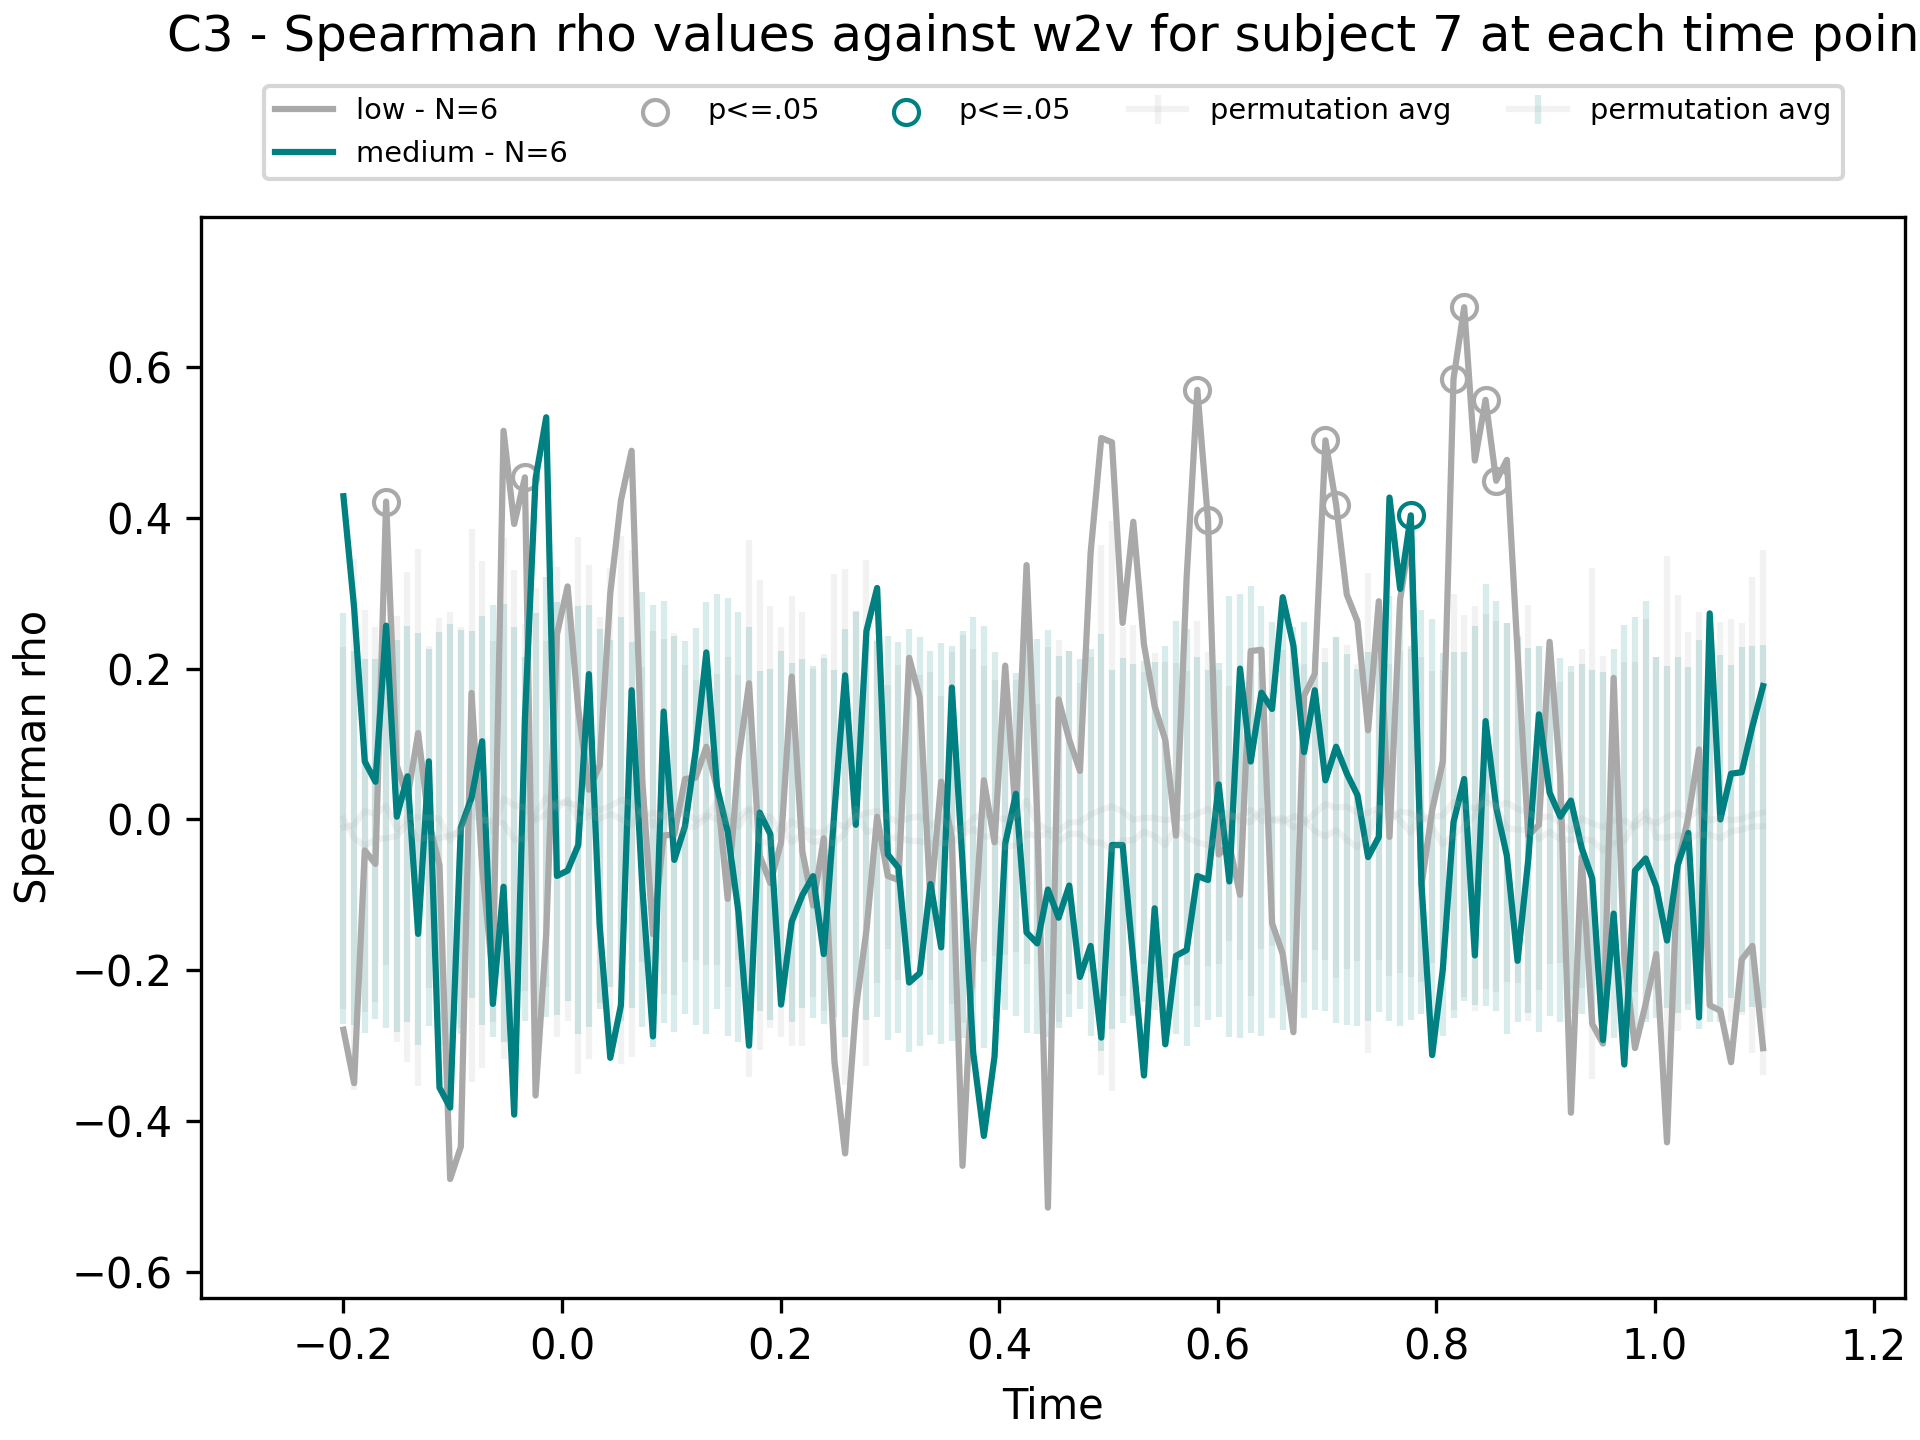 C3 - Spearman rho values against w2v for subject 7 at each time poin
low - N=6
medium - N=6
p<=.05
p<=.05
permutation avg
permutation avg
Spearman rho
0.6
0.4
0.2
0.0
−0.2
−0.4
−0.6
−0.2 0.0 0.2 0.4 0.6 0.8 1.0 1.2
Time